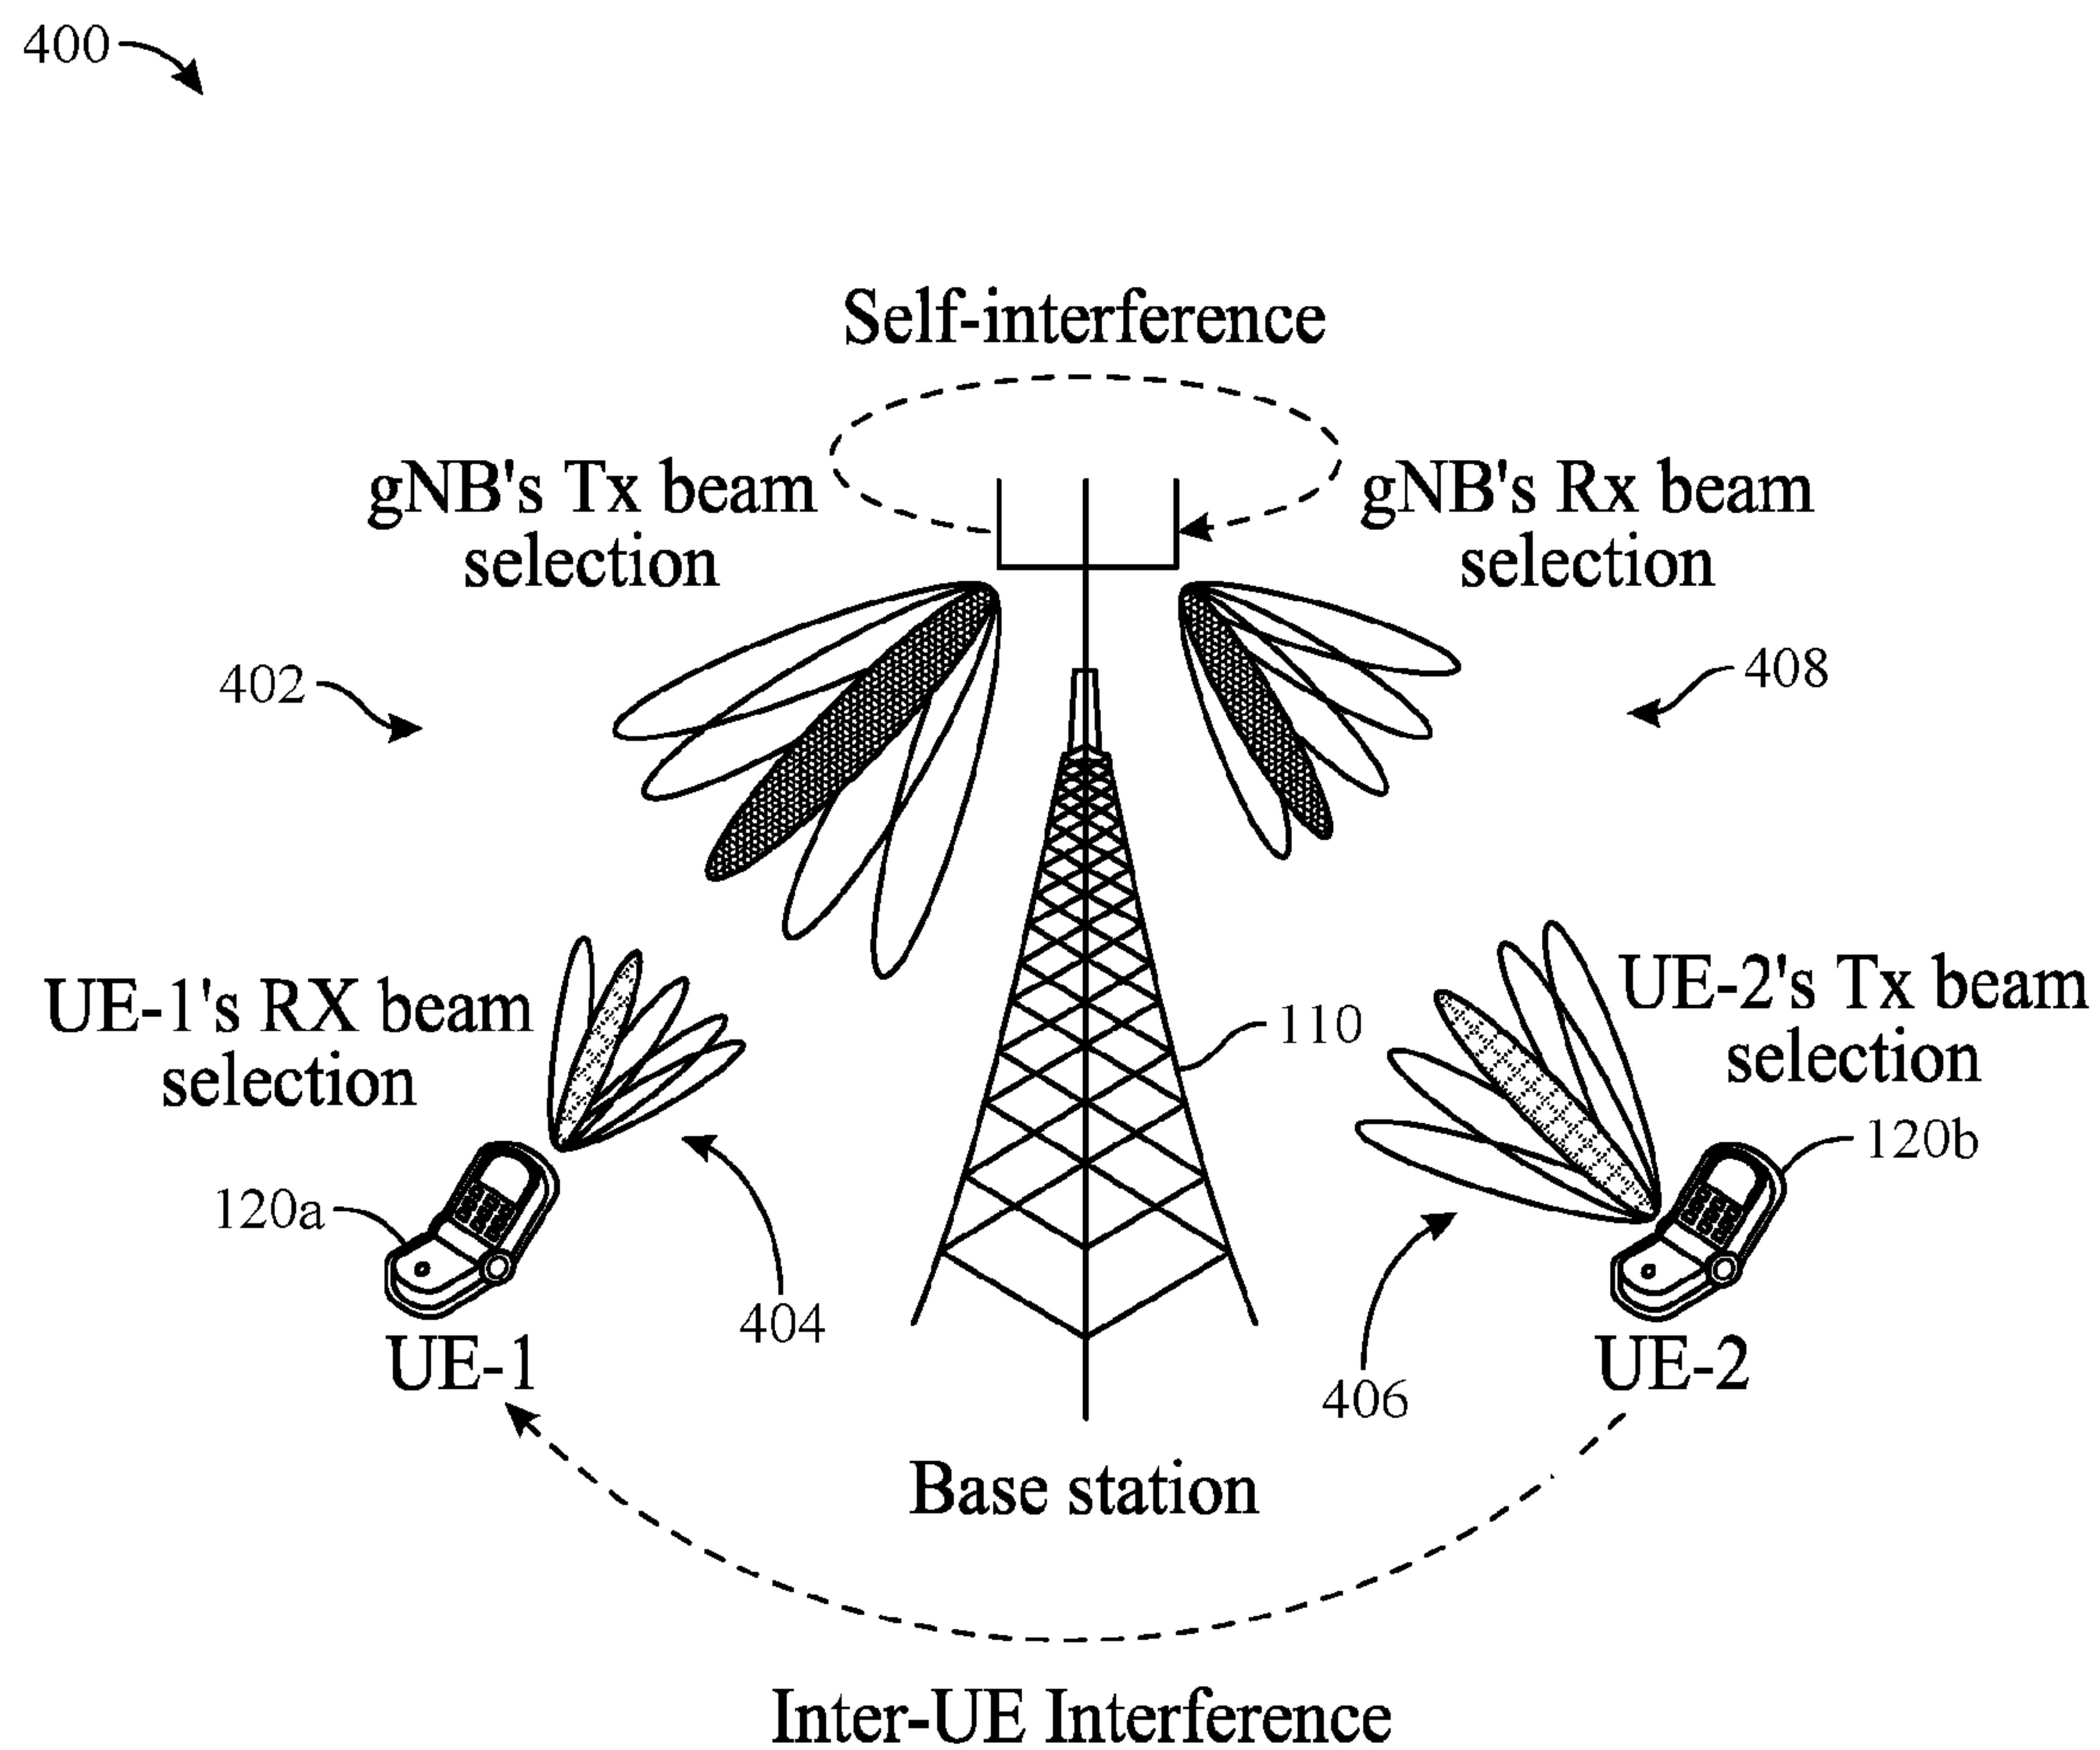 400
Self-interference
gNB's Tx beam
selection
gNB's Rx beam
selection
402
408
UE-1's RX beam
selection
UE-2's Tx beam
selection
110
120b
120a
404
UE-1
406
UE-2
Base station
Inter-UE Interference